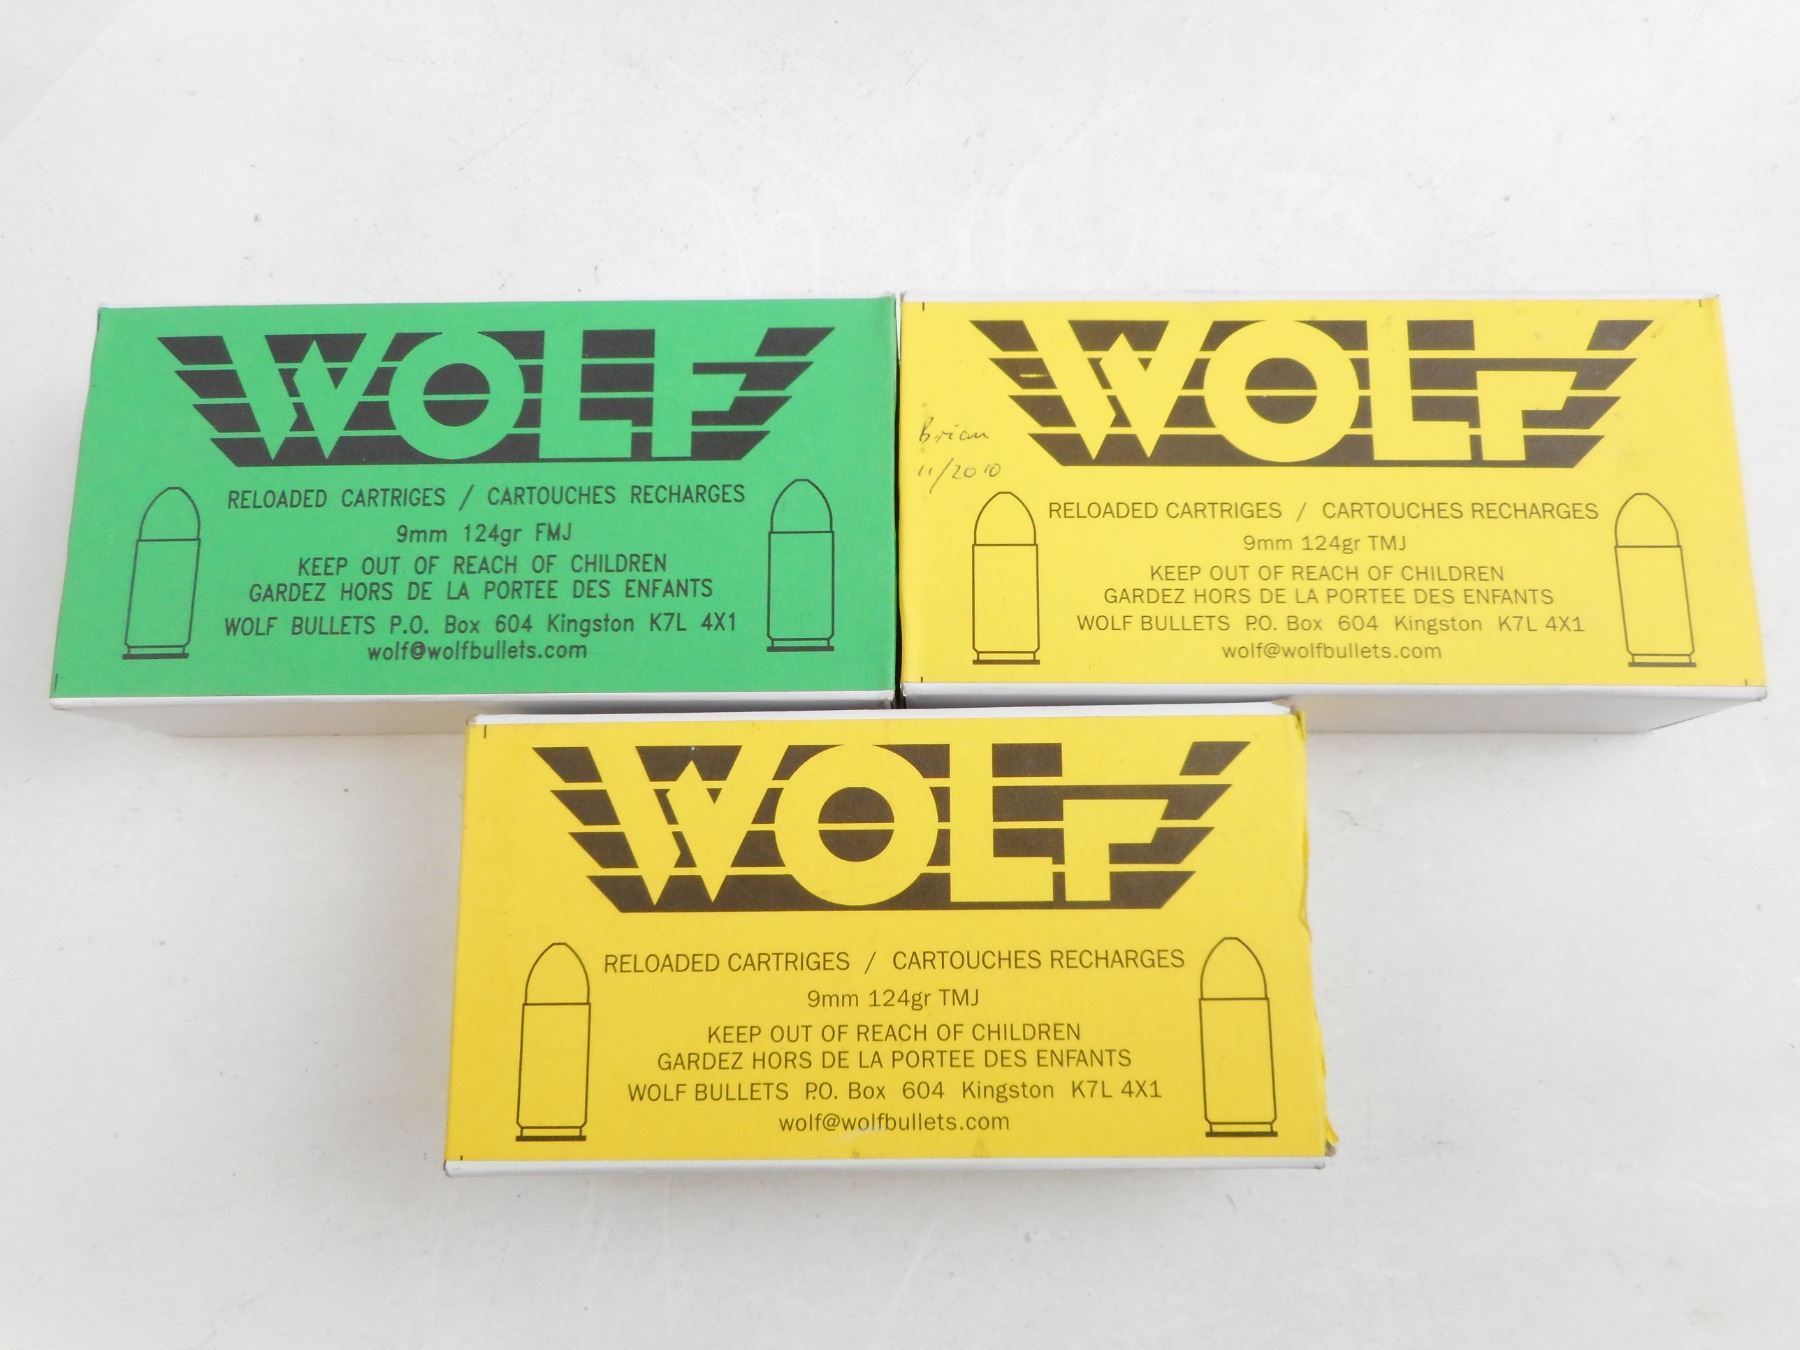 WOLF
RELOADED CARTRIGES / CARTOUCHES RECHARGES
9mm 124gr FMJ
KEEP OUT OF REACH OF CHILDREN
GARDEZ HORS DE LA PORTEE DES ENFANTS
WOLF BULLETS P.O. Box 604 Kingston K7L 4X1
wolf@wolfbullets.com
WOLF
Brian
11/2010
RELOADED CARTRIGES / CARTOUCHES RECHARGES
9mm 124gr TMJ
KEEP OUT OF REACH OF CHILDREN
GARDEZ HORS DE LA PORTEE DES ENFANTS
WOLF BULLETS P.O. Box 604 Kingston K7L 4X1
wolf@wolfbullets.com
WOLF
RELOADED CARTRIGES / CARTOUCHES RECHARGES
9mm 124gr TMJ
KEEP OUT OF REACH OF CHILDREN
GARDEZ HORS DE LA PORTEE DES ENFANTS
WOLF BULLETS P.O. Box 604 Kingston K7L 4X1
wolf@wolfbullets.com